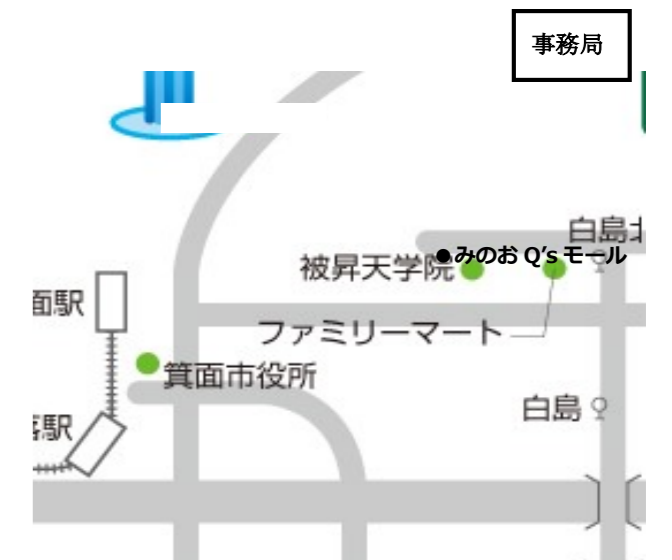 事務局
白島北
●みのお Q's モール
被昇天学院
面駅
ファミリーマート
箕面市役所
白島
落駅